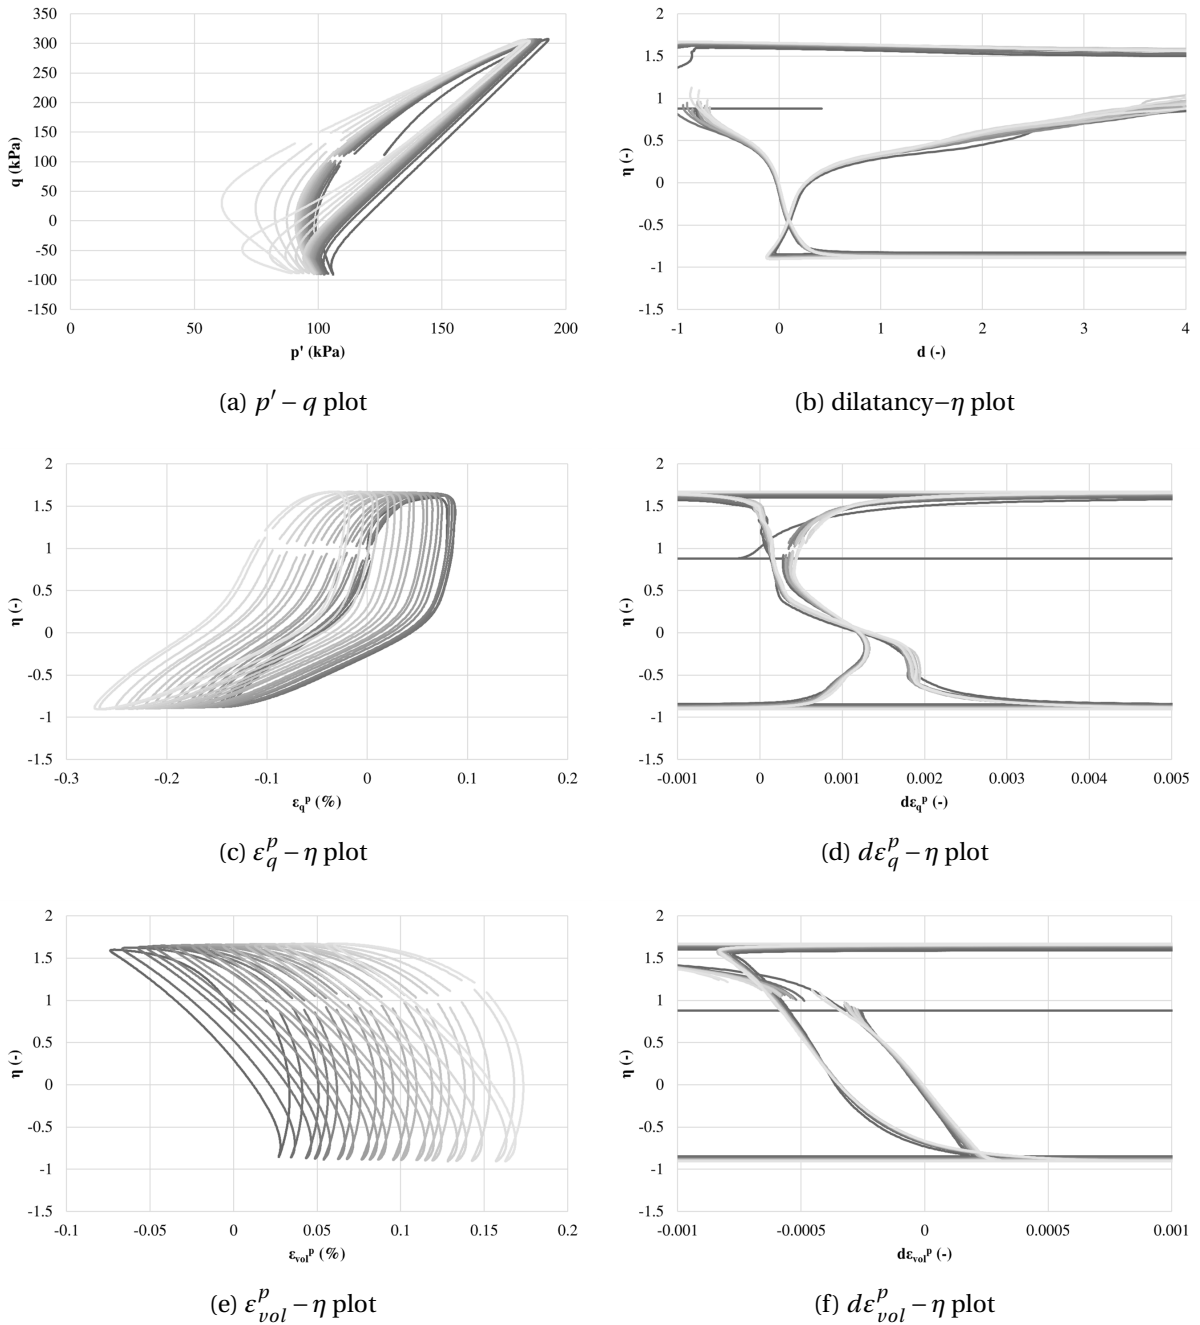 350
300
250
200
150
100
50
0
-50
-100
-150
q (kPa)
0 50 100 150 200
p' (kPa)
(a) p′ – q plot
2
1.5
1
0.5
0
-0.5
-1
-1.5
η (-)
-1 0 1 2 3 4
d (-)
(b) dilatancy–η plot
2
1.5
1
0.5
0
-0.5
-1
-1.5
η (-)
-0.3 -0.2 -0.1 0 0.1 0.2
εqᵖ (%)
(c) εqᵖ – η plot
2
1.5
1
0.5
0
-0.5
-1
-1.5
η (-)
-0.001 0 0.001 0.002 0.003 0.004 0.005
dεqᵖ (-)
(d) dεqᵖ – η plot
2
1.5
1
0.5
0
-0.5
-1
-1.5
η (-)
-0.1 -0.05 0 0.05 0.1 0.15 0.2
εvolᵖ (%)
(e) εvolᵖ – η plot
2
1.5
1
0.5
0
-0.5
-1
-1.5
η (-)
-0.001 -0.0005 0 0.0005 0.001
dεvolᵖ (-)
(f) dεvolᵖ – η plot